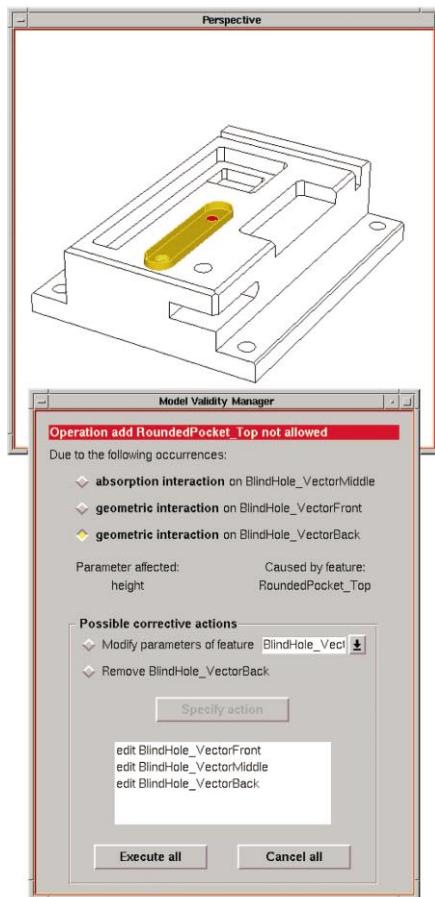 Perspective
Model Validity Manager
Operation add RoundedPocket_Top not allowed
Due to the following occurrences:
absorption interaction on BlindHole_VectorMiddle
geometric interaction on BlindHole_VectorFront
geometric interaction on BlindHole_VectorBack
Parameter affected: Caused by feature:
height RoundedPocket_Top
Possible corrective actions
Modify parameters of feature BlindHole_Vect
Remove BlindHole_VectorBack
Specify action
edit BlindHole_VectorFront
edit BlindHole_VectorMiddle
edit BlindHole_VectorBack
Execute all Cancel all